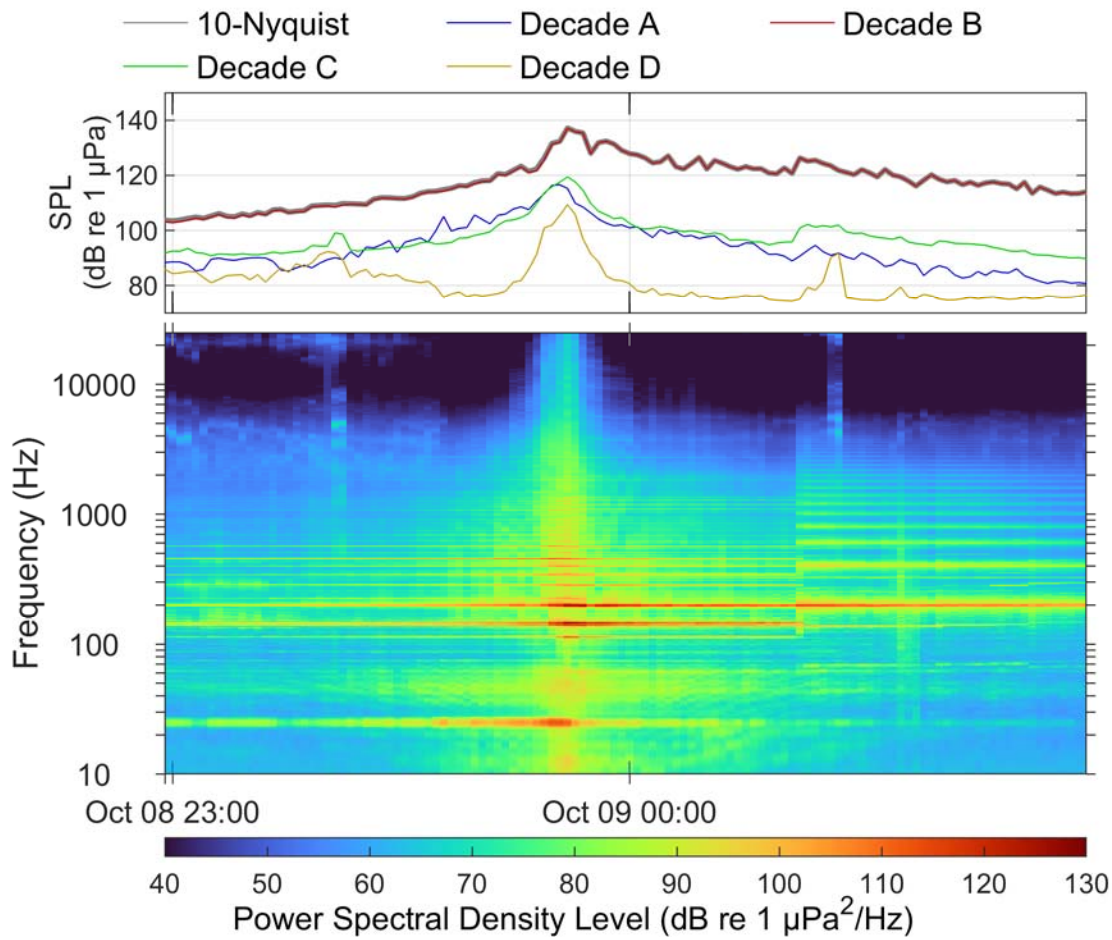 10-Nyquist Decade A Decade B
Decade C Decade D
SPL
(dB re 1 µPa)
140
120
100
80
Frequency (Hz)
10000
1000
100
10
Oct 08 23:00 Oct 09 00:00
40 50 60 70 80 90 100 110 120 130
Power Spectral Density Level (dB re 1 µPa²/Hz)